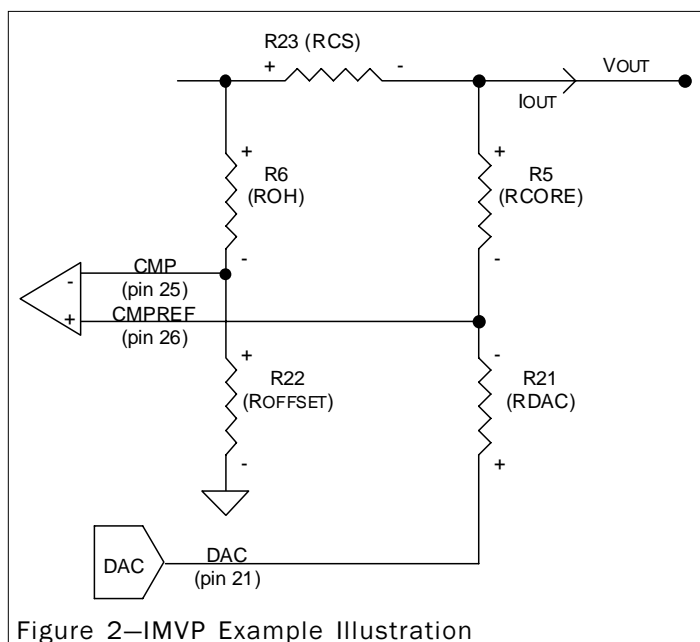 R23 (RCS)
+ -
VOUT
IOUT
+ +
R6 R5
(ROH) (RCORE)
- -
CMP
-
(pin 25)
CMPREF
+
(pin 26)
+ -
R22 R21
(ROFFSET) (RDAC)
- +
DAC DAC
(pin 21)
Figure 2—IMVP Example Illustration